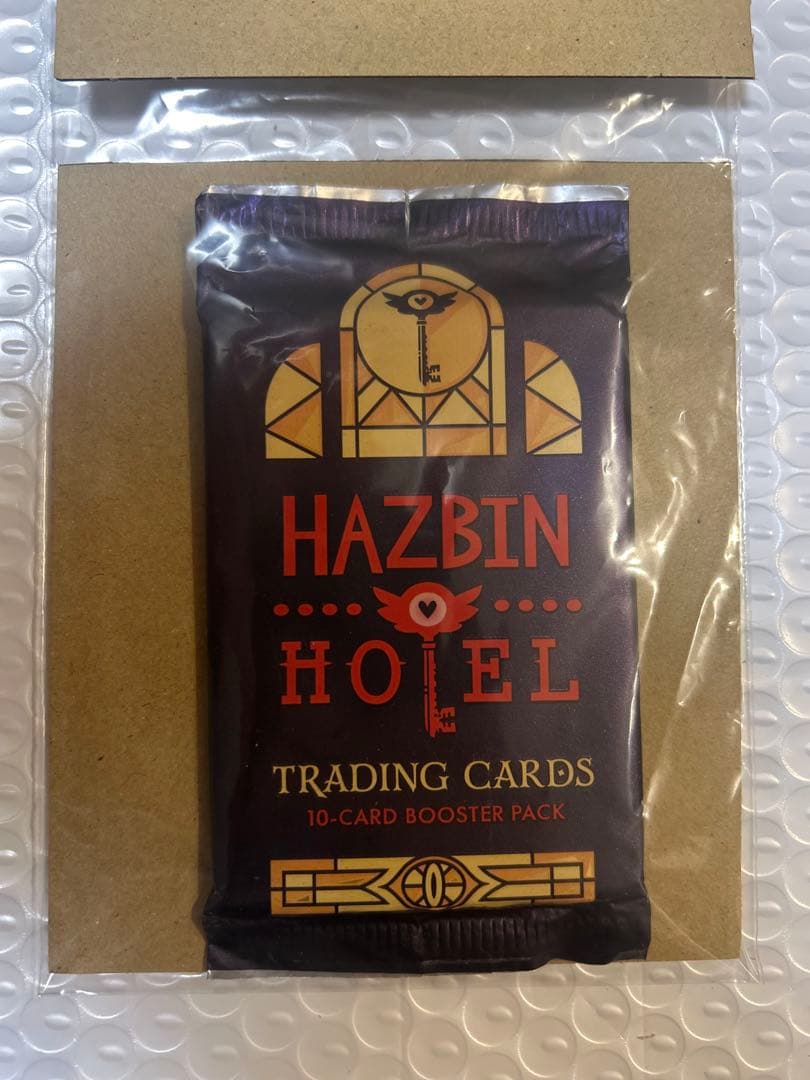 HAZBIN
HOTEL
TRADING CARDS
10-CARD BOOSTER PACK